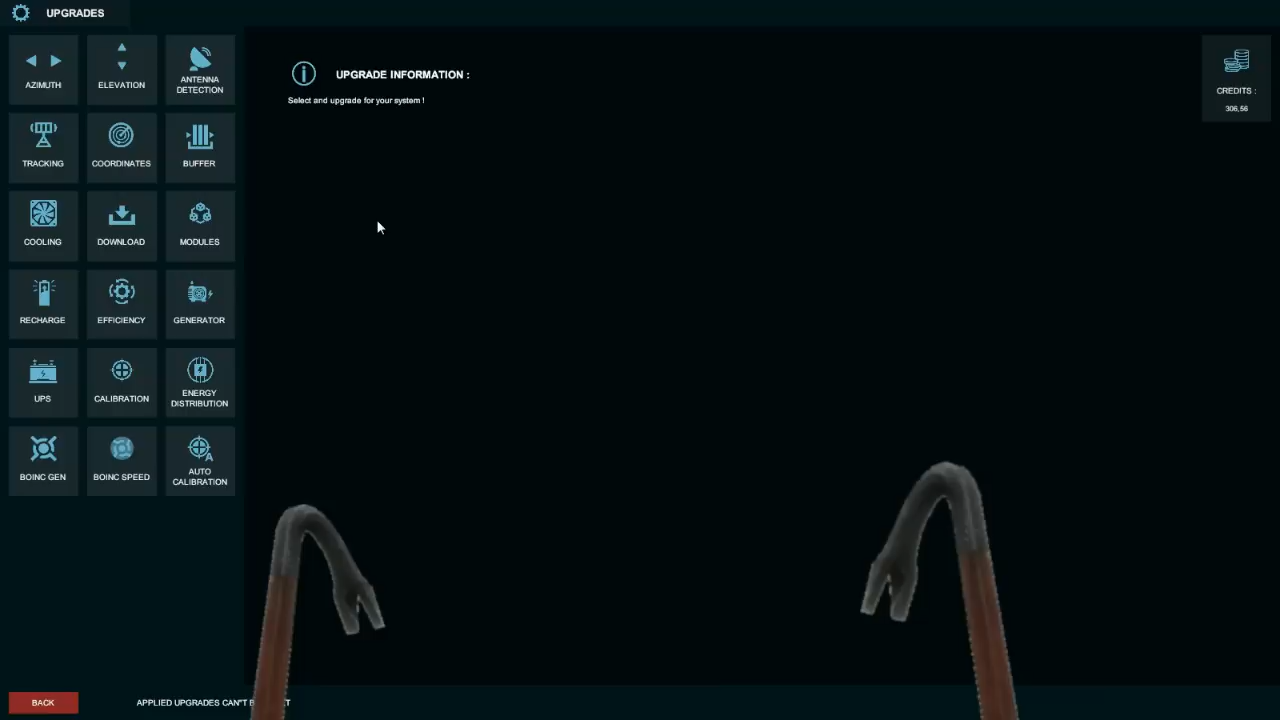 UPGRADES
AZIMUTH
ELEVATION
ANTENNA
DETECTION
TRACKING
COORDINATES
BUFFER
COOLING
DOWNLOAD
MODULES
RECHARGE
EFFICIENCY
GENERATOR
UPS
CALIBRATION
ENERGY
DISTRIBUTION
BOINC GEN
BOINC SPEED
AUTO
CALIBRATION
UPGRADE INFORMATION :
Select and upgrade for your system !
CREDITS :
306,56
BACK
APPLIED UPGRADES CAN'T